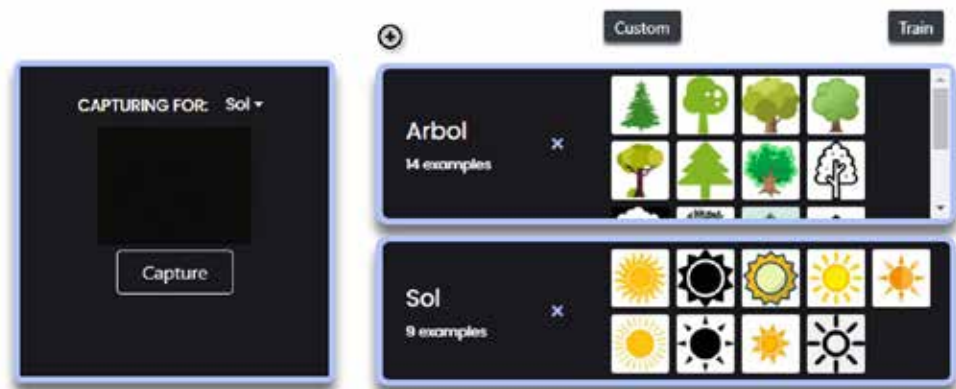 Custom
Train
CAPTURING FOR: Sol
Capture
Arbol
14 examples
Sol
9 examples